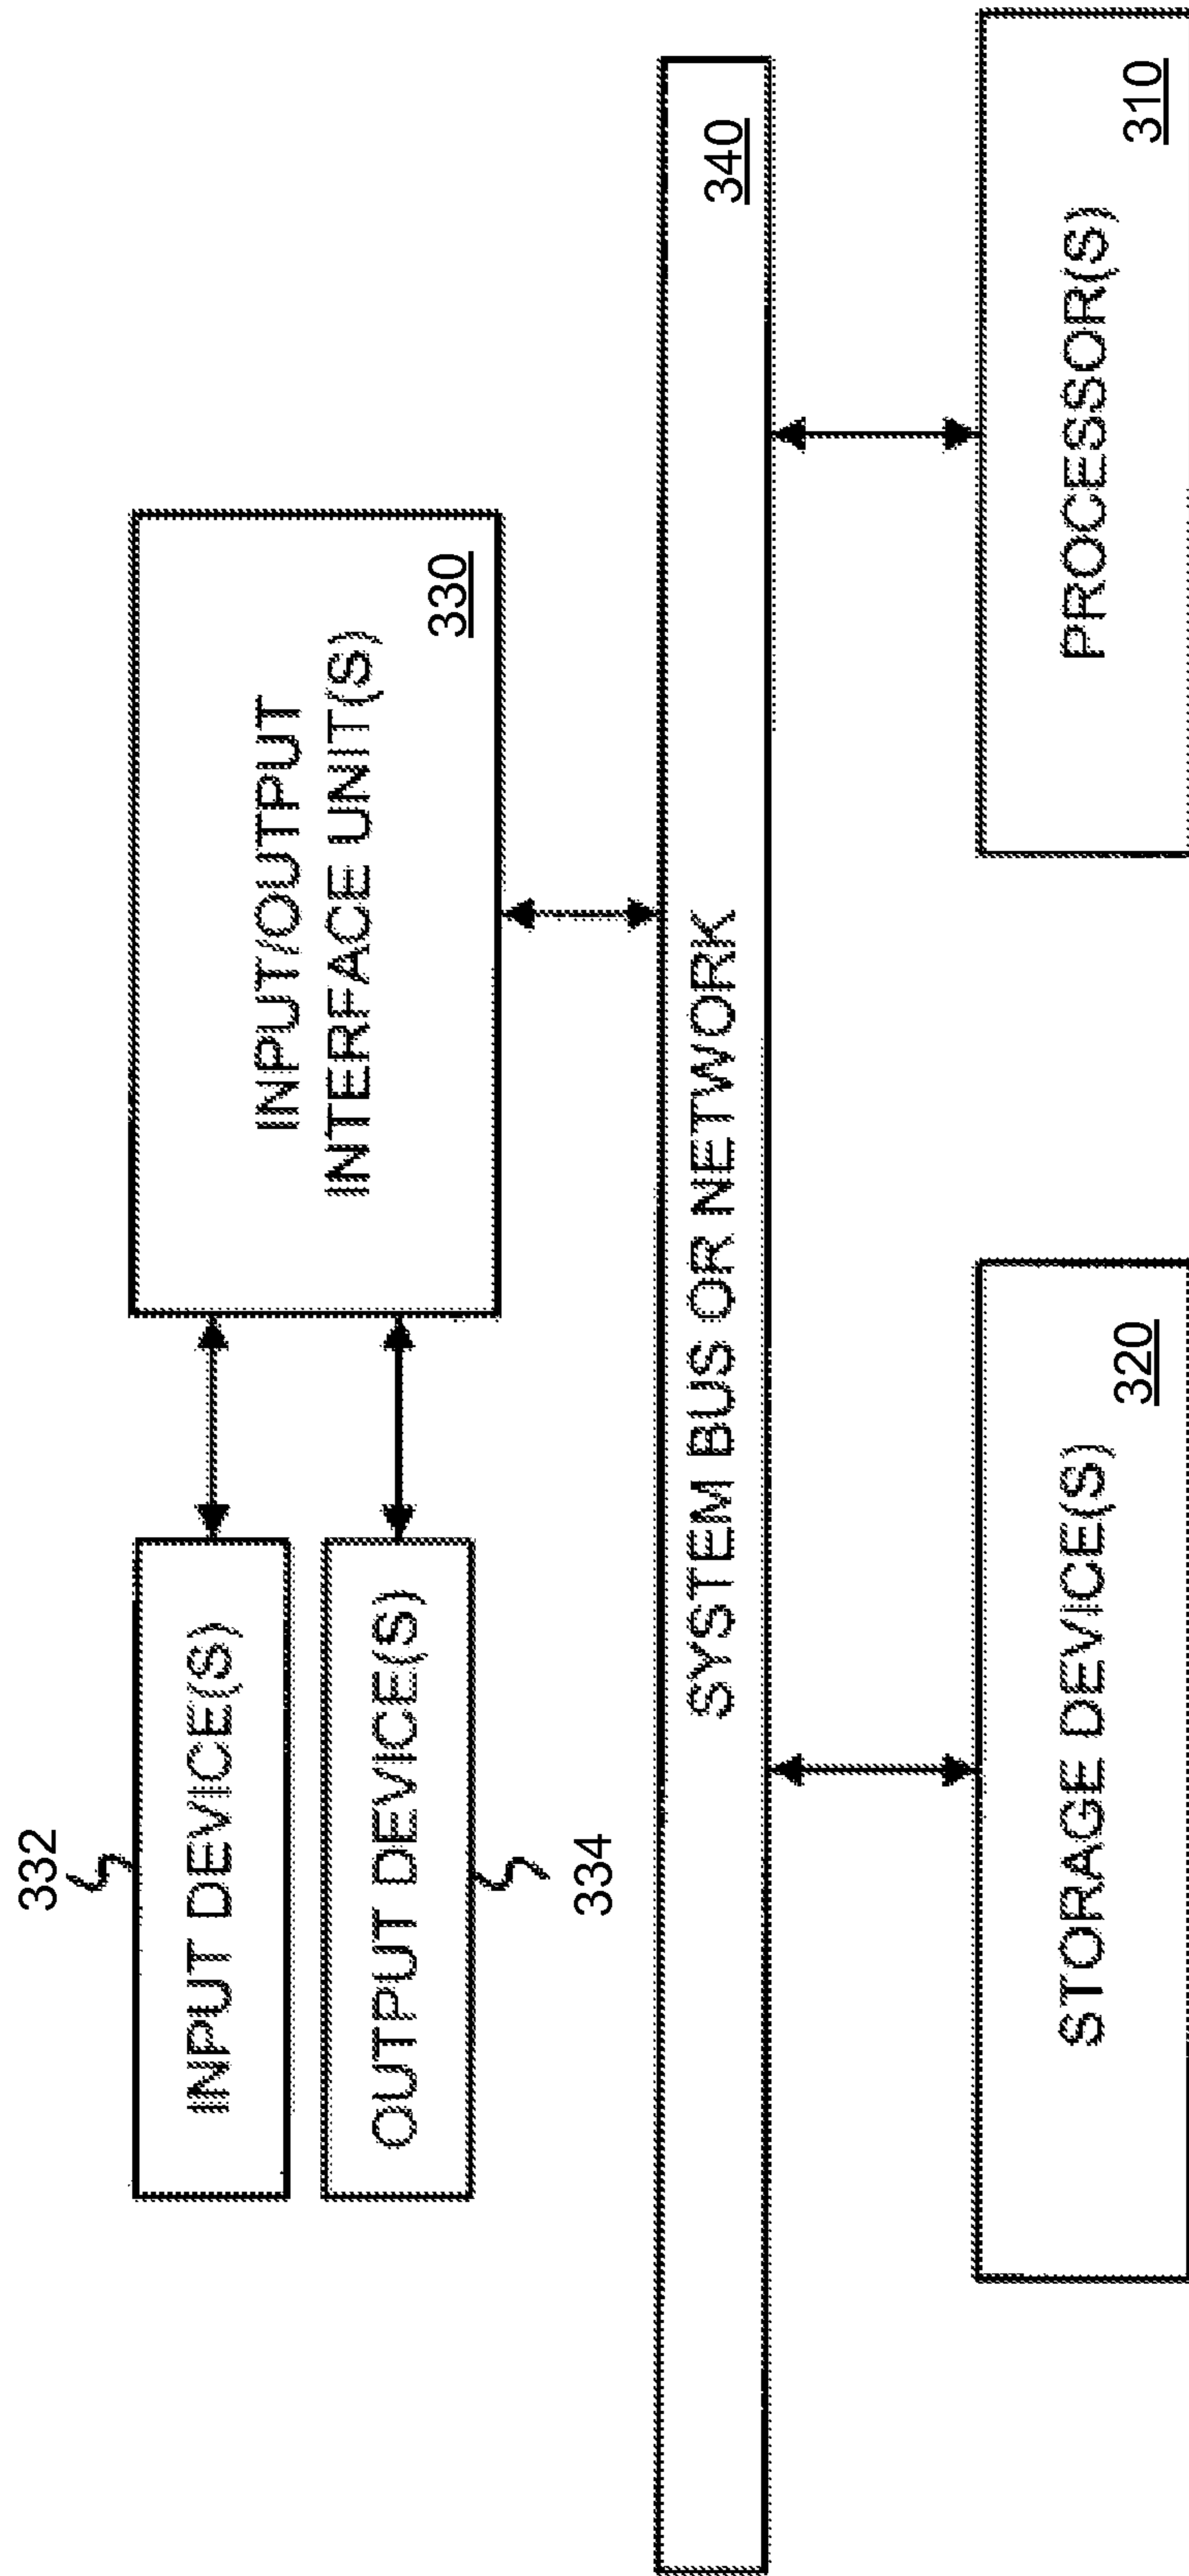 332
INPUT DEVICE(S)
OUTPUT DEVICE(S)
334
INPUT/OUTPUT
INTERFACE UNIT(S)
330
SYSTEM BUS OR NETWORK
340
STORAGE DEVICE(S)
320
PROCESSOR(S)
310